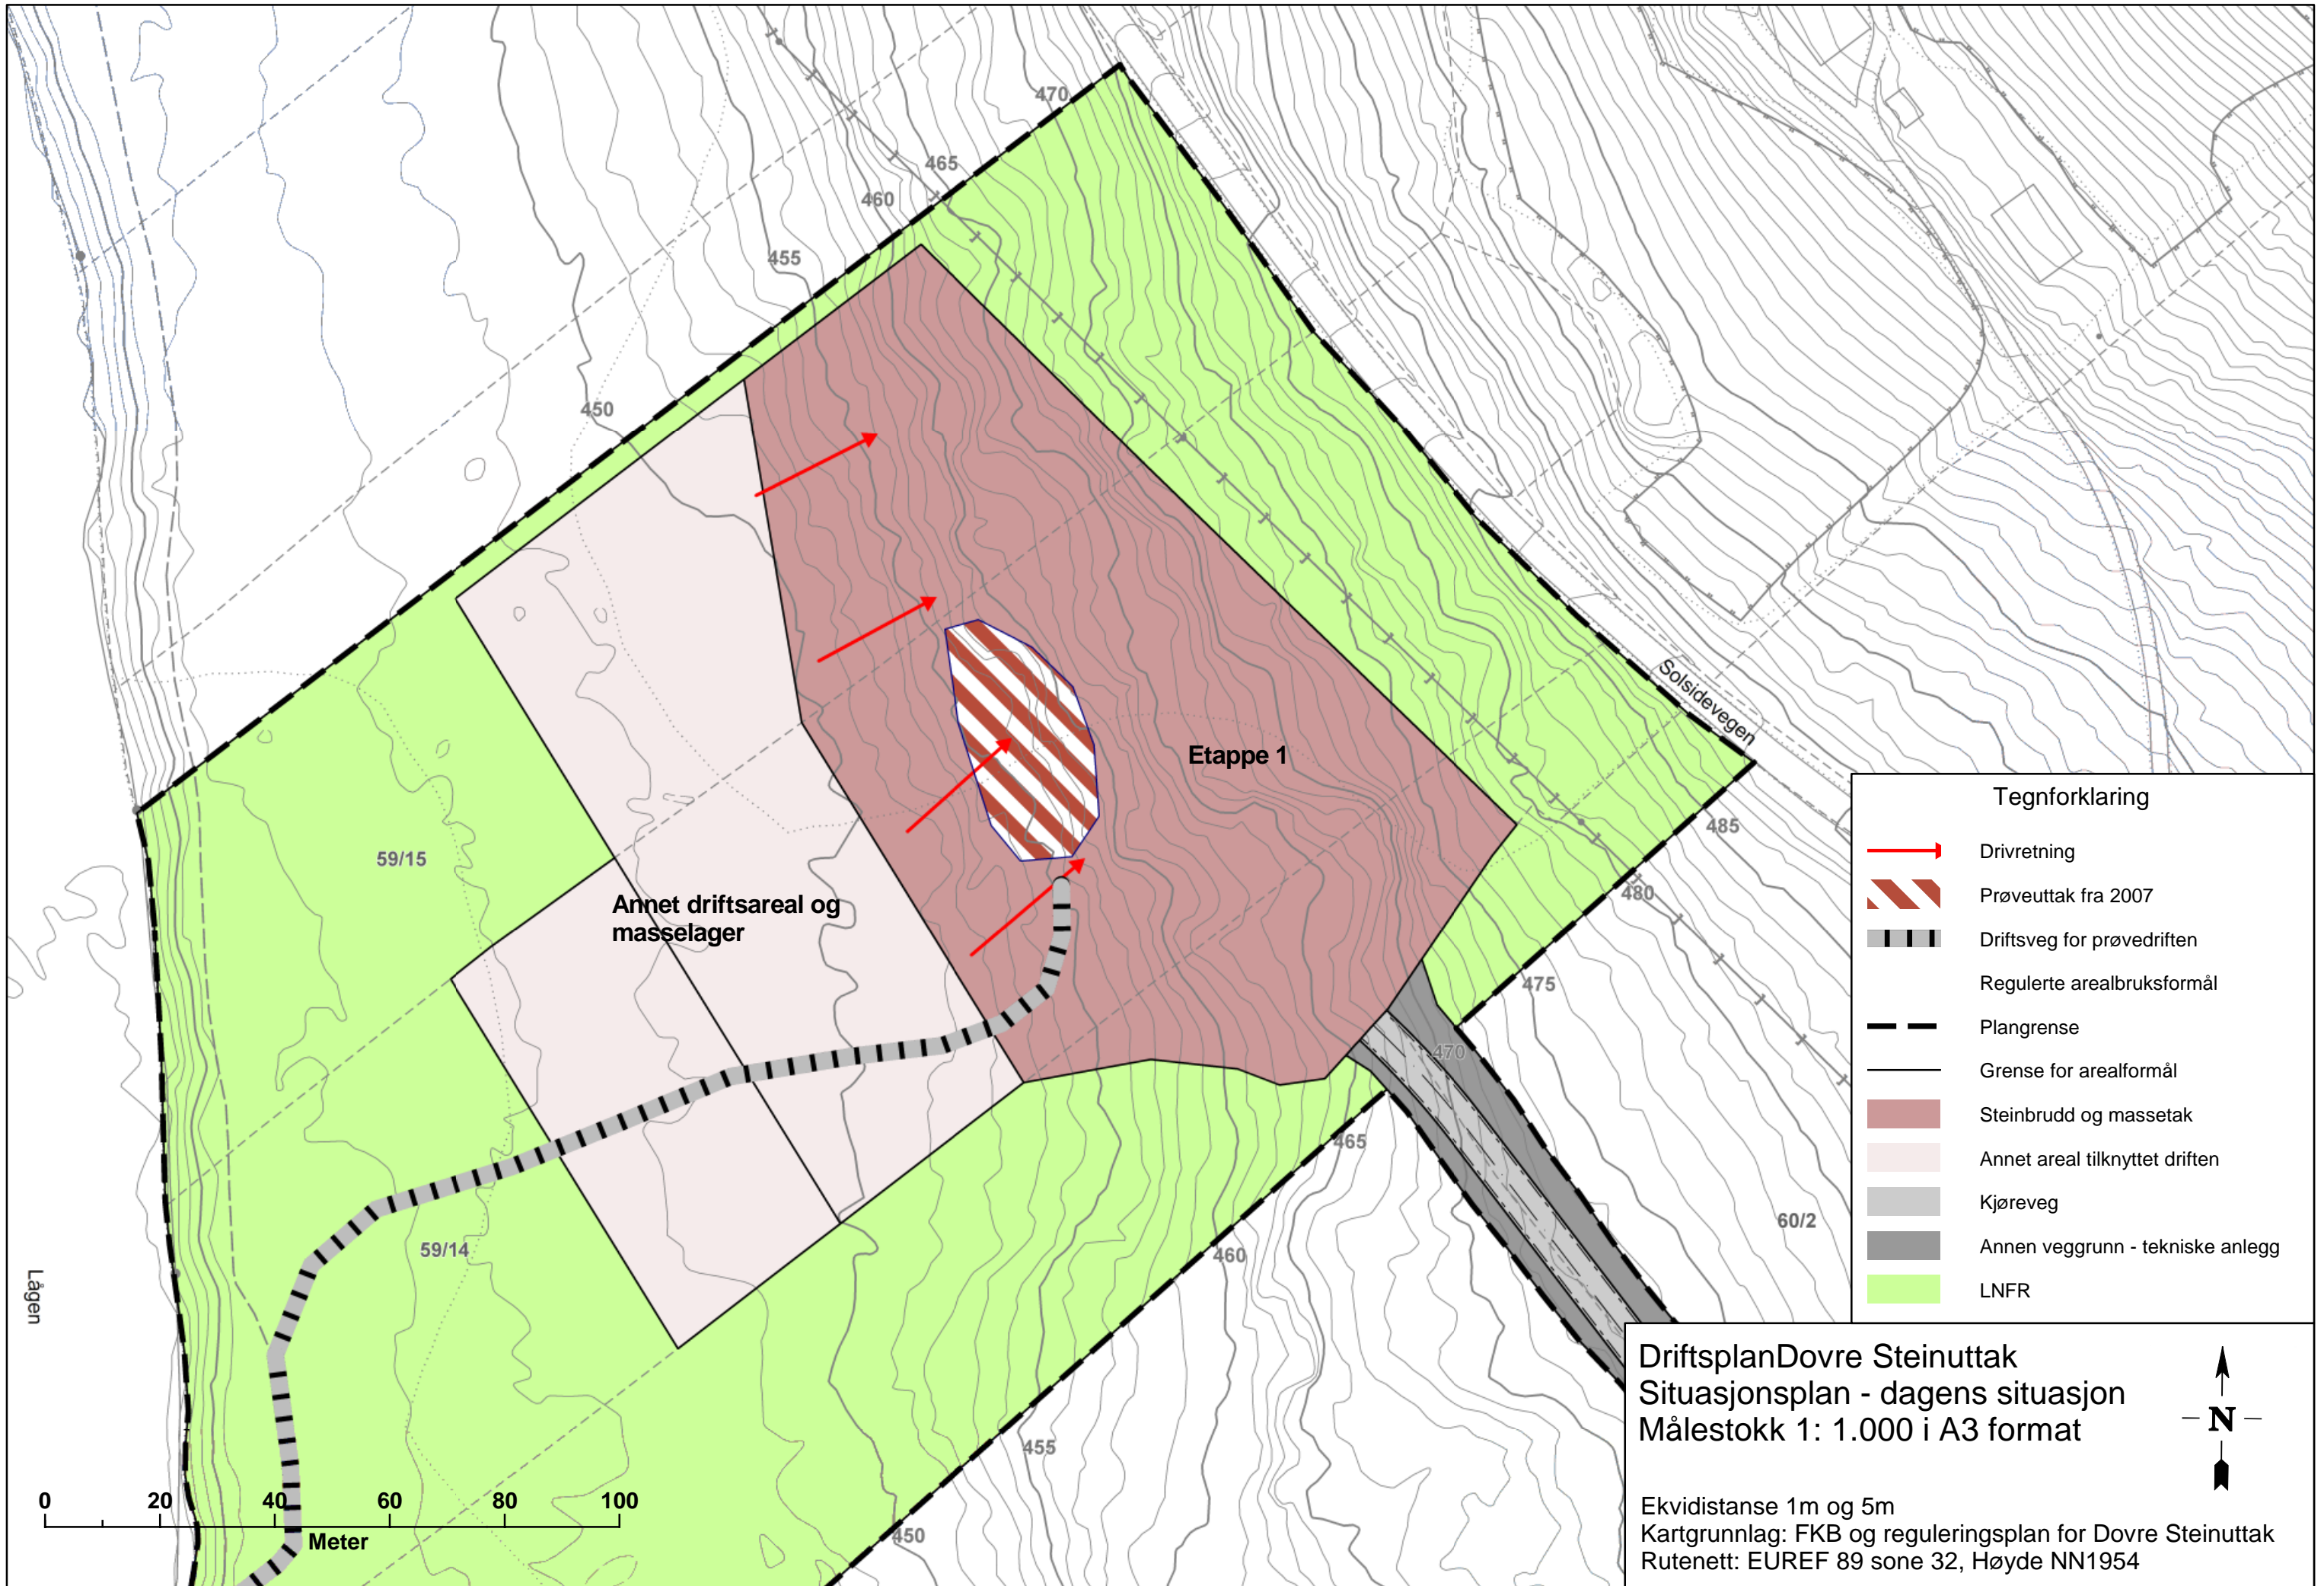 470
465
460
455
450
Solsidevegen
Etappe 1
485
59/15
480
Annet driftsareal og
masselager
475
470
465
60/2
59/14
460
Lågen
455
450
0 20 40 60 80 100
Meter
Tegnforklaring
Drivretning
Prøveuttak fra 2007
Driftsveg for prøvedriften
Regulerte arealbruksformål
Plangrense
Grense for arealformål
Steinbrudd og massetak
Annet areal tilknyttet driften
Kjøreveg
Annen veggrunn - tekniske anlegg
LNFR
DriftsplanDovre Steinuttak
Situasjonsplan - dagens situasjon
Målestokk 1: 1.000 i A3 format
N
Ekvidistanse 1m og 5m
Kartgrunnlag: FKB og reguleringsplan for Dovre Steinuttak
Rutenett: EUREF 89 sone 32, Høyde NN1954